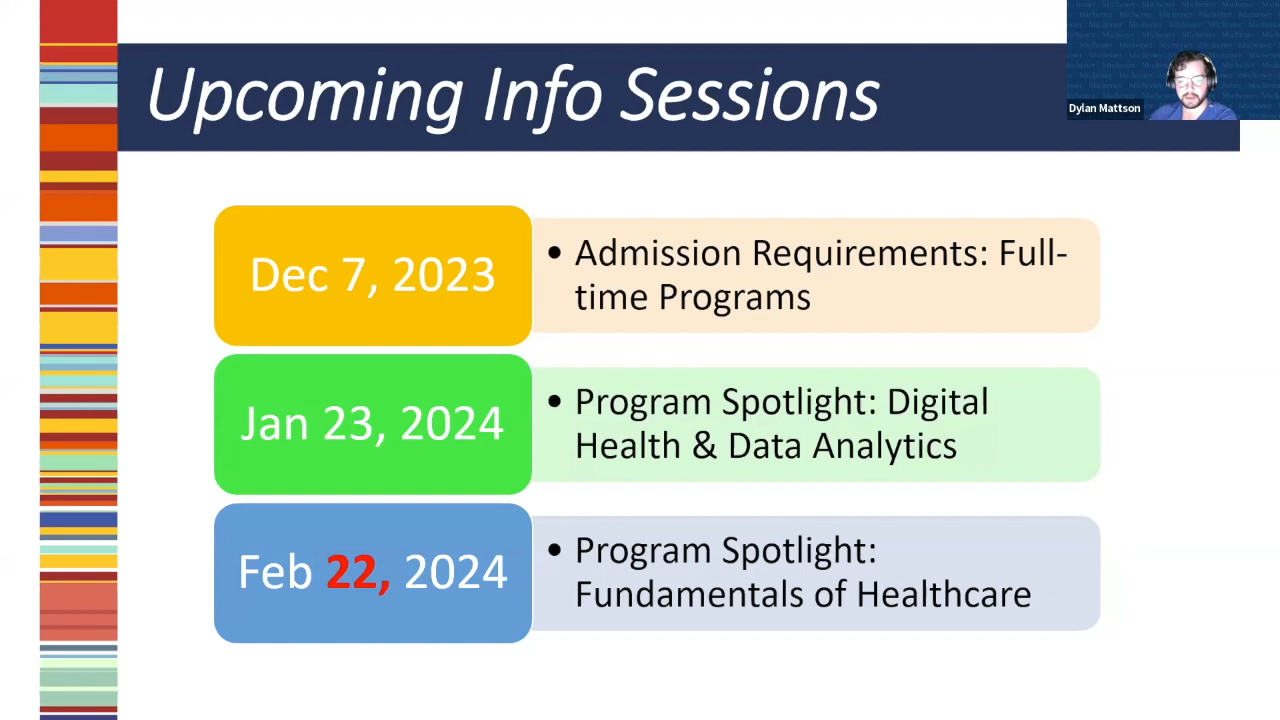 Upcoming Info Sessions
Dylan Mattson
Dec 7, 2023
• Admission Requirements: Full-
time Programs
Jan 23, 2024
• Program Spotlight: Digital
Health & Data Analytics
Feb 22, 2024
• Program Spotlight:
Fundamentals of Healthcare